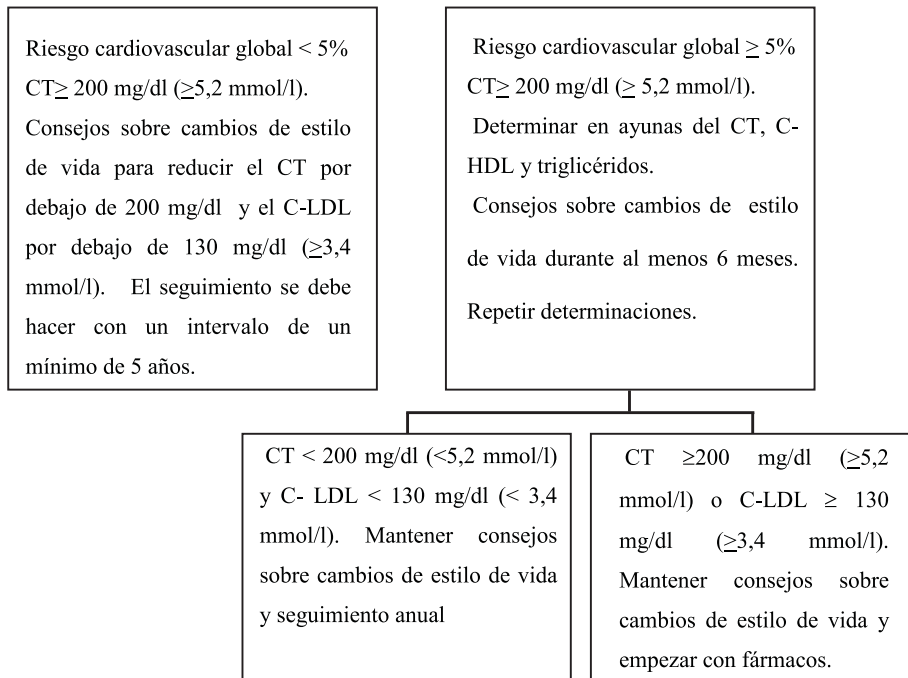 Riesgo cardiovascular global < 5%
CT≥ 200 mg/dl (≥5,2 mmol/l).
Consejos sobre cambios de estilo
de vida para reducir el CT por
debajo de 200 mg/dl y el C-LDL
por debajo de 130 mg/dl (≥3,4
mmol/l). El seguimiento se debe
hacer con un intervalo de un
mínimo de 5 años.
Riesgo cardiovascular global ≥ 5%
CT≥ 200 mg/dl (≥ 5,2 mmol/l).
Determinar en ayunas del CT, C-
HDL y triglicéridos.
Consejos sobre cambios de estilo
de vida durante al menos 6 meses.
Repetir determinaciones.
CT < 200 mg/dl (<5,2 mmol/l)
y C- LDL < 130 mg/dl (< 3,4
mmol/l). Mantener consejos
sobre cambios de estilo de vida
y seguimiento anual
CT ≥200 mg/dl (≥5,2
mmol/l) o C-LDL ≥ 130
mg/dl (≥3,4 mmol/l).
Mantener consejos sobre
cambios de estilo de vida y
empezar con fármacos.